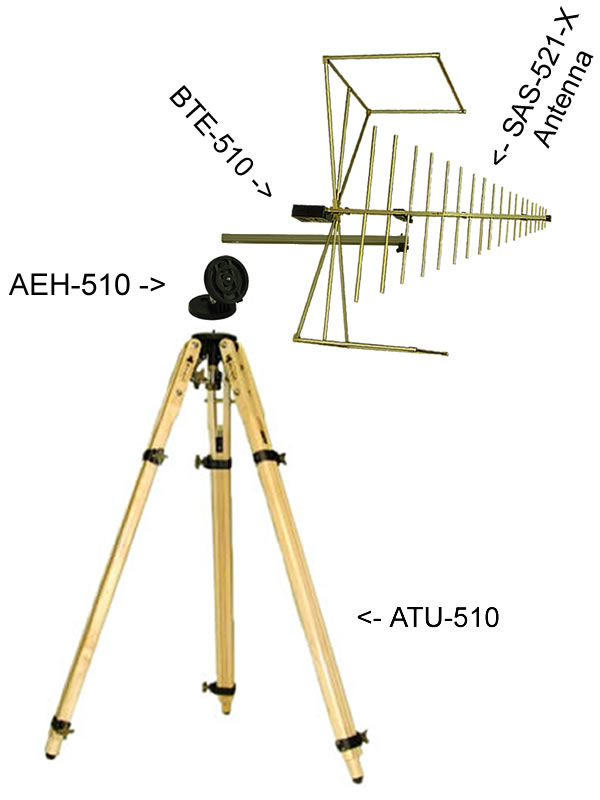 BTE-510 ->
<- SAS-521-X
Antenna
AEH-510 ->
<- ATU-510